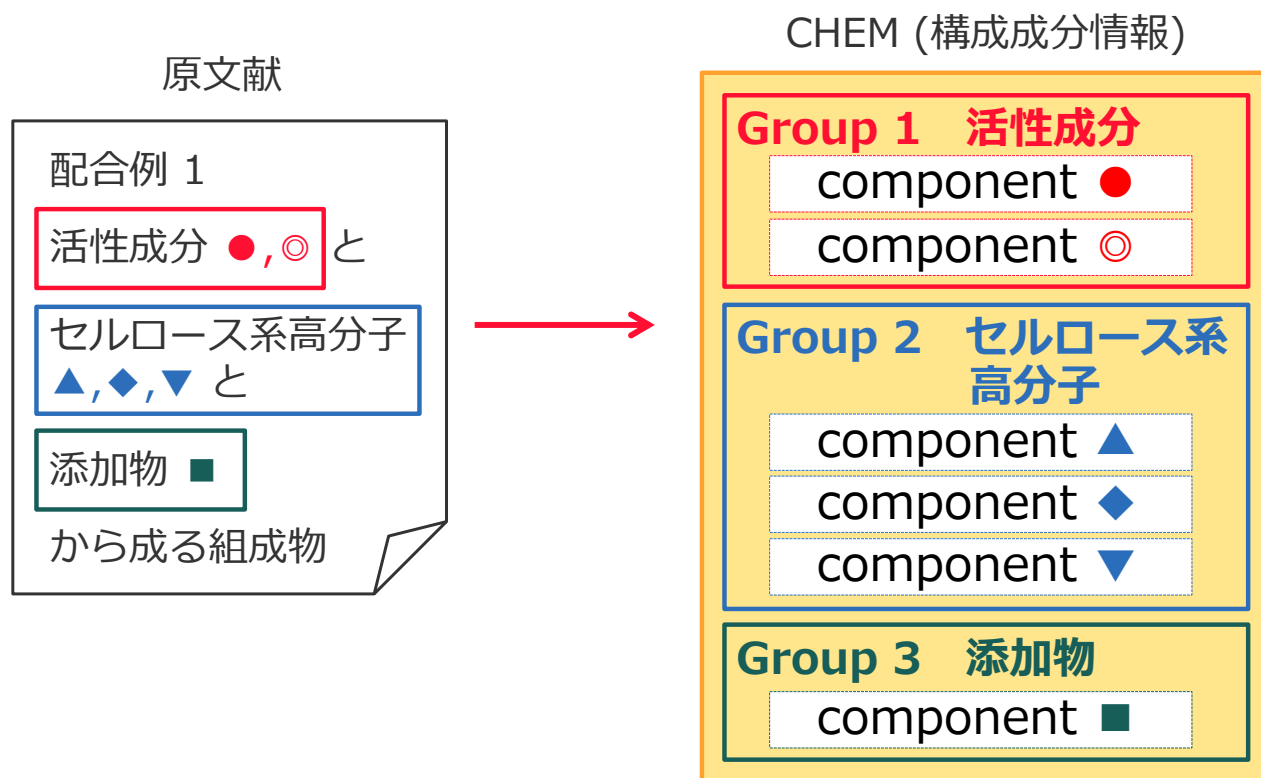 原文献
配合例 1
活性成分 ●,◎ と
セルロース系高分子
▲,◆,▼ と
添加物 ■
から成る組成物
CHEM (構成成分情報)
Group 1 活性成分
component ●
component ◎
Group 2 セルロース系
高分子
component ▲
component ◆
component ▼
Group 3 添加物
component ■